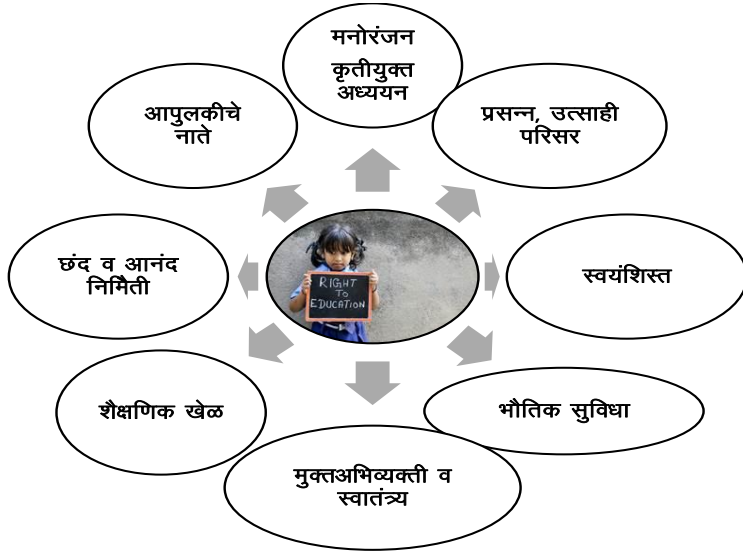 मनोरंजन
कृतीयुक्त
अध्ययन
प्रसन्न, उत्साही
परिसर
स्वयंशिस्त
भौतिक सुविधा
मुक्तअभिव्यक्ती व
स्वातंत्र्य
शैक्षणिक खेळ
छंद व आनंद
निर्मिती
आपुलकीचे
नाते
RIGHT
TO
EDUCATION